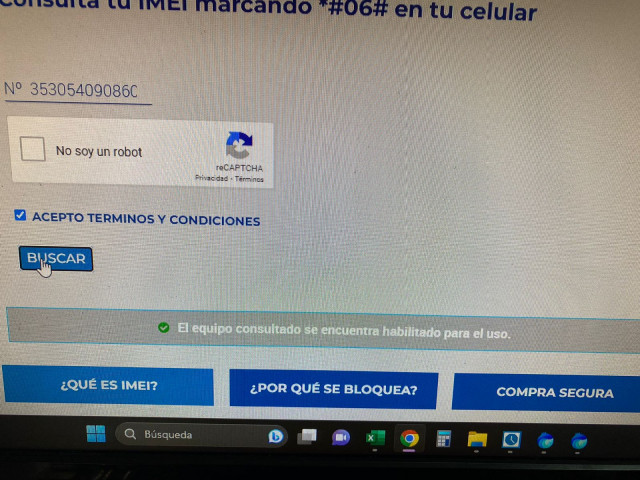 Consulta tu IMEI marcando *#06# en tu celular
Nº 35305409086
No soy un robot
reCAPTCHA
Privacidad - Términos
ACEPTO TERMINOS Y CONDICIONES
BUSCAR
El equipo consultado se encuentra habilitado para el uso.
¿QUÉ ES IMEI?
¿POR QUÉ SE BLOQUEA?
COMPRA SEGURA
Búsqueda